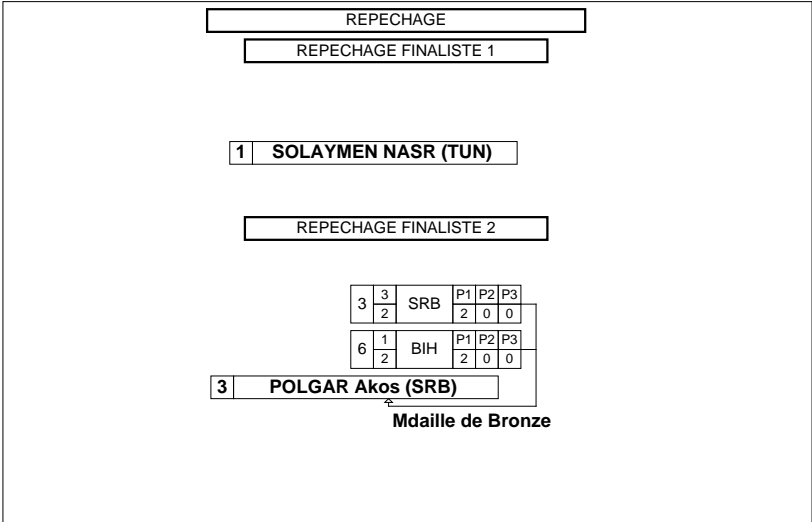 REPECHAGE
REPECHAGE FINALISTE 1
1 SOLAYMEN NASR (TUN)
REPECHAGE FINALISTE 2
3 3 SRB P1 P2 P3
2 2 0 0
6 1 BIH P1 P2 P3
2 2 0 0
3 POLGAR Akos (SRB)
Mdaille de Bronze